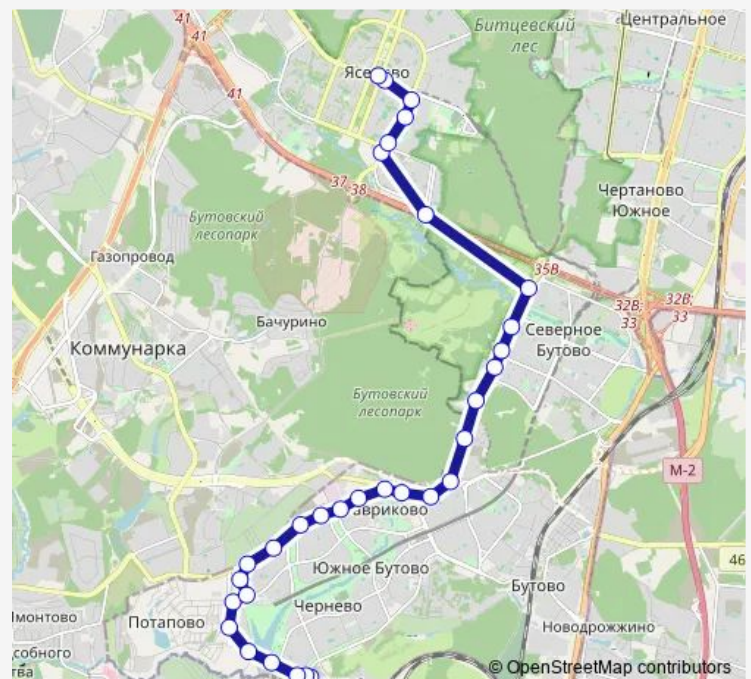 41
41
Битцевский
лес
Центральное
41
37
38
Бутовский
лесопарк
Чертаново
Южное
Газопровод
35В
32В;
33
32В;
33
Бачурино
Северное
Бутово
Коммунарка
Бутовский
лесопарк
М-2
авриково
46
Южное Бутово
Бутово
Чернево
Потапово
Новодрожжино
© OpenStreetMap contributors